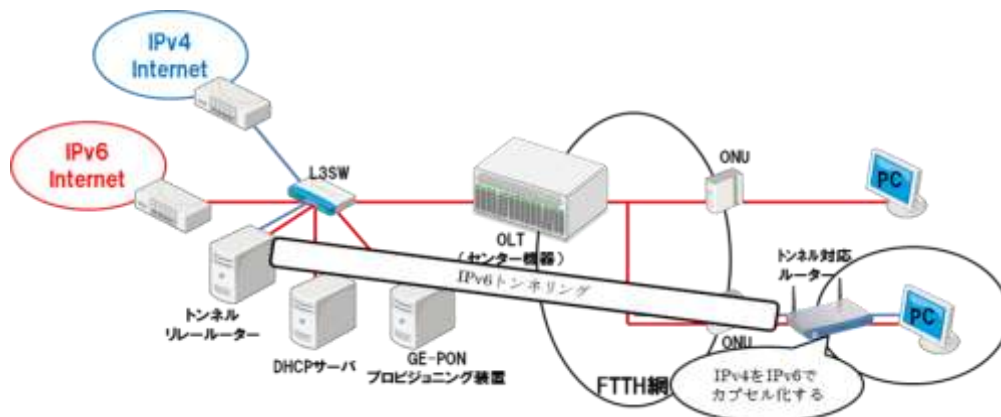 IPv4
Internet
IPv6
Internet
L3SW
OLT
(センター機器)
ONU
PC
トンネル対応
ルーター
IPv6トンネリング
トンネル
リレールーター
DHCPサーバ
GE-PON
プロビジョニング装置
ONU
PC
FTTH網
IPv4をIPv6で
カプセル化する